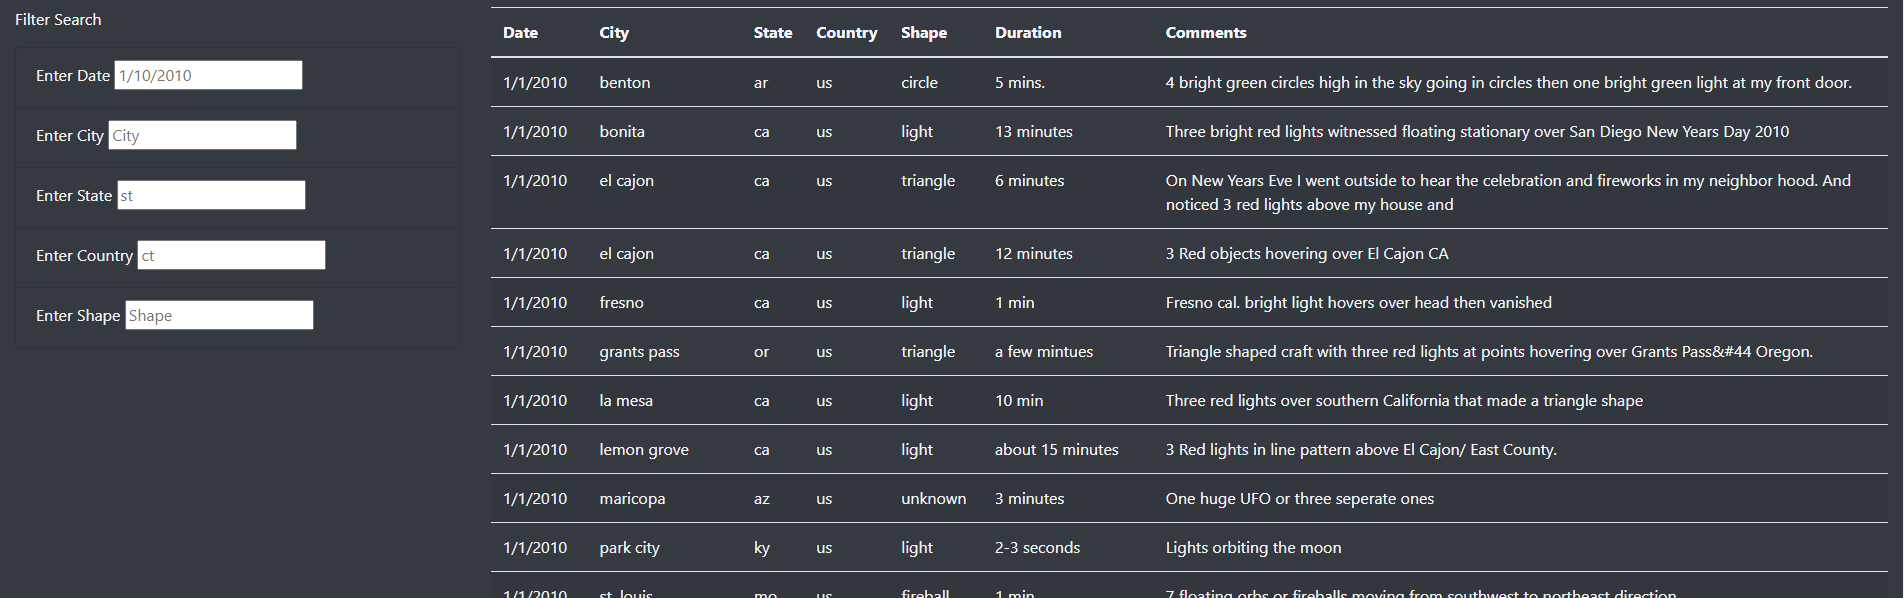 Filter Search
Enter Date 1/10/2010
Enter City City
Enter State st
Enter Country ct
Enter Shape Shape
Date City State Country Shape Duration Comments
1/1/2010 benton ar us circle 5 mins. 4 bright green circles high in the sky going in circles then one bright green light at my front door.
1/1/2010 bonita ca us light 13 minutes Three bright red lights witnessed floating stationary over San Diego New Years Day 2010
1/1/2010 el cajon ca us triangle 6 minutes On New Years Eve I went outside to hear the celebration and fireworks in my neighbor hood. And
noticed 3 red lights above my house and
1/1/2010 el cajon ca us triangle 12 minutes 3 Red objects hovering over El Cajon CA
1/1/2010 fresno ca us light 1 min Fresno cal. bright light hovers over head then vanished
1/1/2010 grants pass or us triangle a few mintues Triangle shaped craft with three red lights at points hovering over Grants Pass&#44 Oregon.
1/1/2010 la mesa ca us light 10 min Three red lights over southern California that made a triangle shape
1/1/2010 lemon grove ca us light about 15 minutes 3 Red lights in line pattern above El Cajon/ East County.
1/1/2010 maricopa az us unknown 3 minutes One huge UFO or three seperate ones
1/1/2010 park city ky us light 2-3 seconds Lights orbiting the moon
1/1/2010 st. louis mo us fireball 1 min 7 floating orbs or fireballs moving from southwest to northeast direction